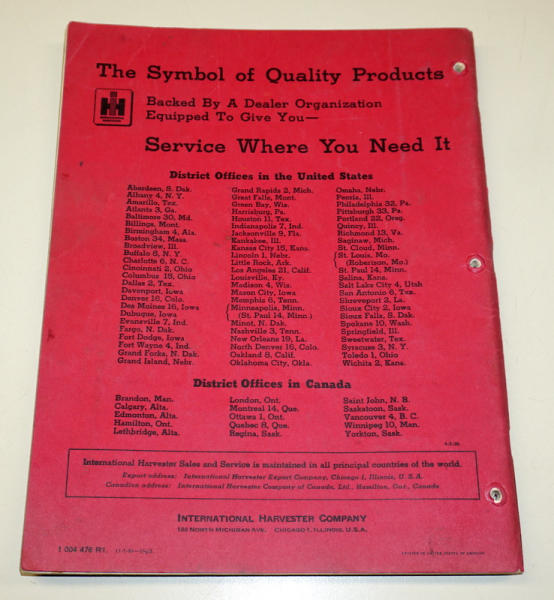 The Symbol of Quality Products
IH
Backed By A Dealer Organization
Equipped To Give You—
Service Where You Need It
District Offices in the United States
Aberdeen, S. Dak.
Albany 4, N. Y.
Amarillo, Tex.
Atlanta 3, Ga.
Baltimore 30, Md.
Billings, Mont.
Birmingham 4, Ala.
Boston 34, Mass.
Broadview, Ill.
Buffalo 5, N. Y.
Charlotte 6, N. C.
Cincinnati 2, Ohio
Columbus 15, Ohio
Dallas 2, Tex.
Davenport, Iowa
Denver 16, Colo.
Des Moines 16, Iowa
Dubuque, Iowa
Evansville 7, Ind.
Fargo, N. Dak.
Fort Dodge, Iowa
Fort Wayne 4, Ind.
Grand Forks, N. Dak.
Grand Island, Nebr.
Grand Rapids 2, Mich.
Great Falls, Mont.
Green Bay, Wis.
Harrisburg, Pa.
Houston 11, Tex.
Indianapolis 7, Ind.
Jacksonville 9, Fla.
Kankakee, Ill.
Kansas City 15, Kans.
Lincoln 1, Nebr.
Little Rock, Ark.
Los Angeles 21, Calif.
Louisville, Ky.
Madison 4, Wis.
Mason City, Iowa
Memphis 6, Tenn.
Minneapolis, Minn.
(St. Paul 14, Minn.)
Minot, N. Dak.
Nashville 3, Tenn.
New Orleans 19, La.
North Denver 16, Colo.
Oakland 8, Calif.
Oklahoma City, Okla.
Omaha, Nebr.
Peoria, Ill.
Philadelphia 32, Pa.
Pittsburgh 33, Pa.
Portland 22, Oreg.
Quincy, Ill.
Richmond 13, Va.
Saginaw, Mich.
St. Cloud, Minn.
St. Louis, Mo.
(Robertson, Mo.)
St. Paul 14, Minn.
Salina, Kans.
Salt Lake City 4, Utah
San Antonio 6, Tex.
Shreveport 2, La.
Sioux City 2, Iowa
Sioux Falls, S. Dak.
Spokane 10, Wash.
Springfield, Ill.
Sweetwater, Tex.
Syracuse 3, N. Y.
Toledo 1, Ohio
Wichita 2, Kans.
District Offices in Canada
Brandon, Man.
Calgary, Alta.
Edmonton, Alta.
Hamilton, Ont.
Lethbridge, Alta.
London, Ont.
Montreal 14, Que.
Ottawa 1, Ont.
Quebec 8, Que.
Regina, Sask.
Saint John, N. B.
Saskatoon, Sask.
Vancouver 4, B. C.
Winnipeg 10, Man.
Yorkton, Sask.
International Harvester Sales and Service is maintained in all principal countries of the world.
Export address: International Harvester Export Company, Chicago 1, Illinois, U. S. A.
Canadian address: International Harvester Company of Canada, Ltd., Hamilton, Ont., Canada
INTERNATIONAL HARVESTER COMPANY
180 NORTH MICHIGAN AVE. CHICAGO 1, ILLINOIS, U.S.A.
1 004 476 R1.
PRINTED IN UNITED STATES OF AMERICA